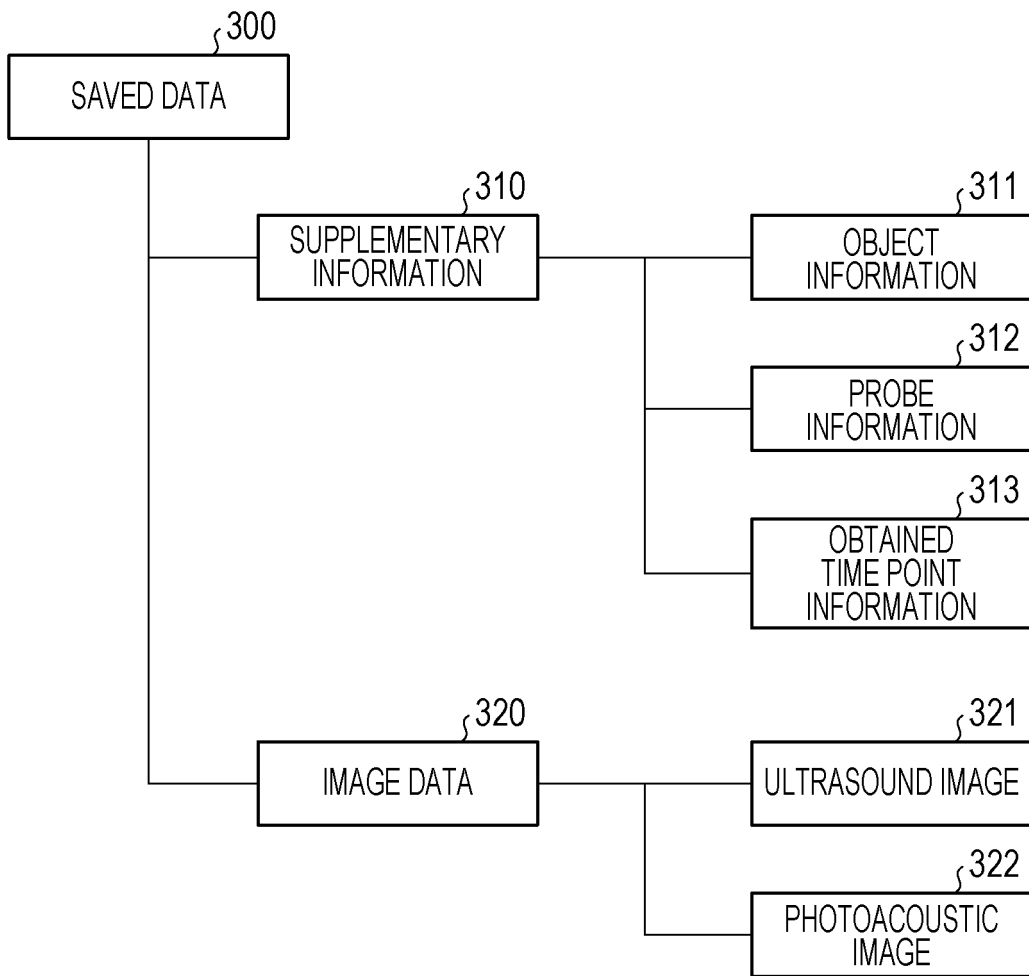 300
SAVED DATA
310
SUPPLEMENTARY
INFORMATION
311
OBJECT
INFORMATION
312
PROBE
INFORMATION
313
OBTAINED
TIME POINT
INFORMATION
320
IMAGE DATA
321
ULTRASOUND IMAGE
322
PHOTOACOUSTIC
IMAGE